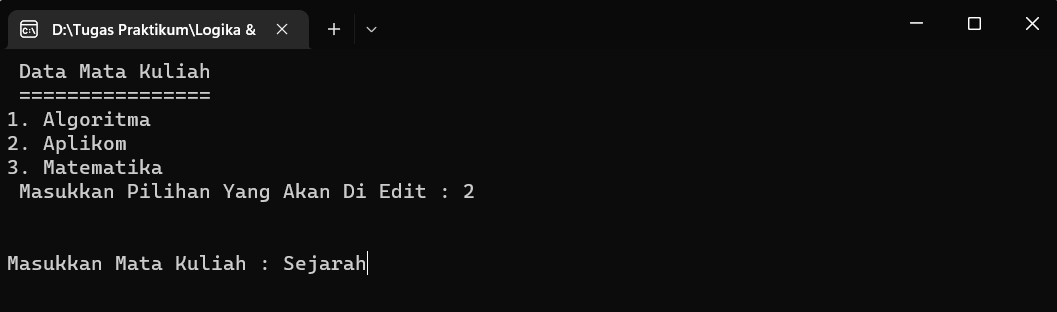 D:\Tugas Praktikum\Logika &
Data Mata Kuliah
================
1. Algoritma
2. Aplikom
3. Matematika
Masukkan Pilihan Yang Akan Di Edit : 2
Masukkan Mata Kuliah : Sejarah